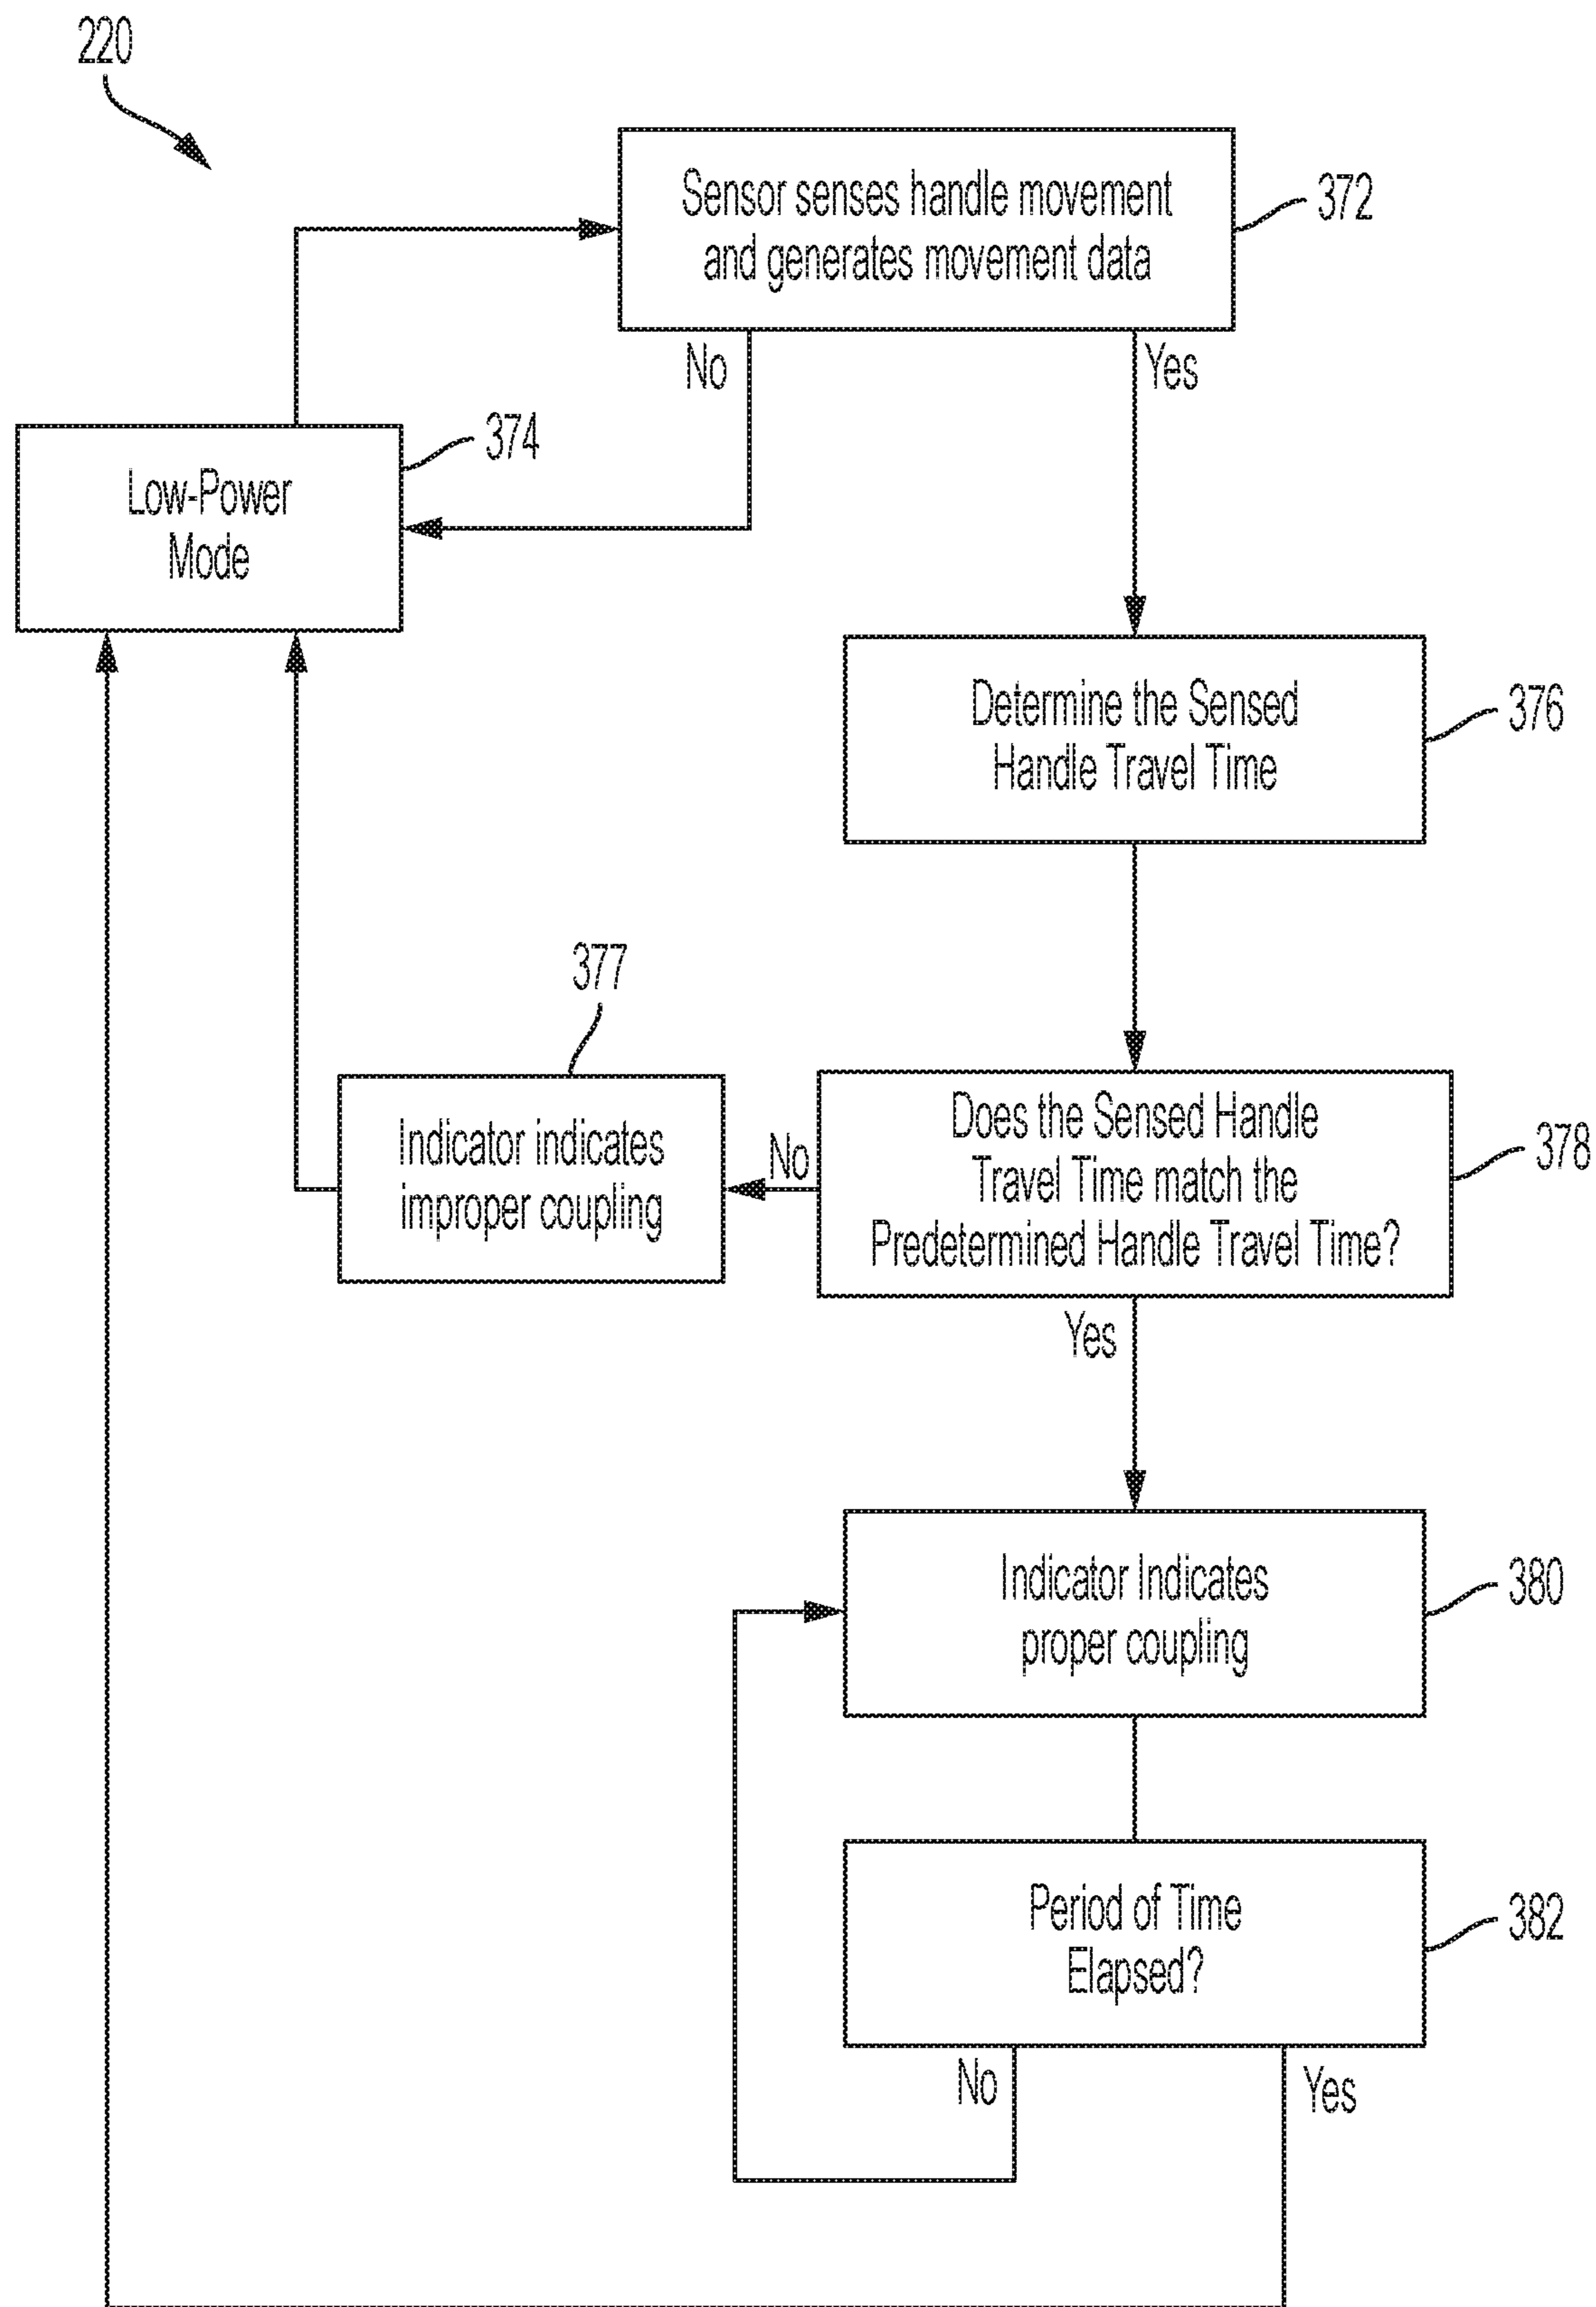 220
Sensor senses handle movement
and generates movement data
372
No
Yes
374
Low-Power
Mode
Determine the Sensed
Handle Travel Time
376
377
Indicator indicates
improper coupling
No
Does the Sensed Handle
Travel Time match the
Predetermined Handle Travel Time?
378
Yes
Indicator Indicates
proper coupling
380
Period of Time
Elapsed?
382
No
Yes